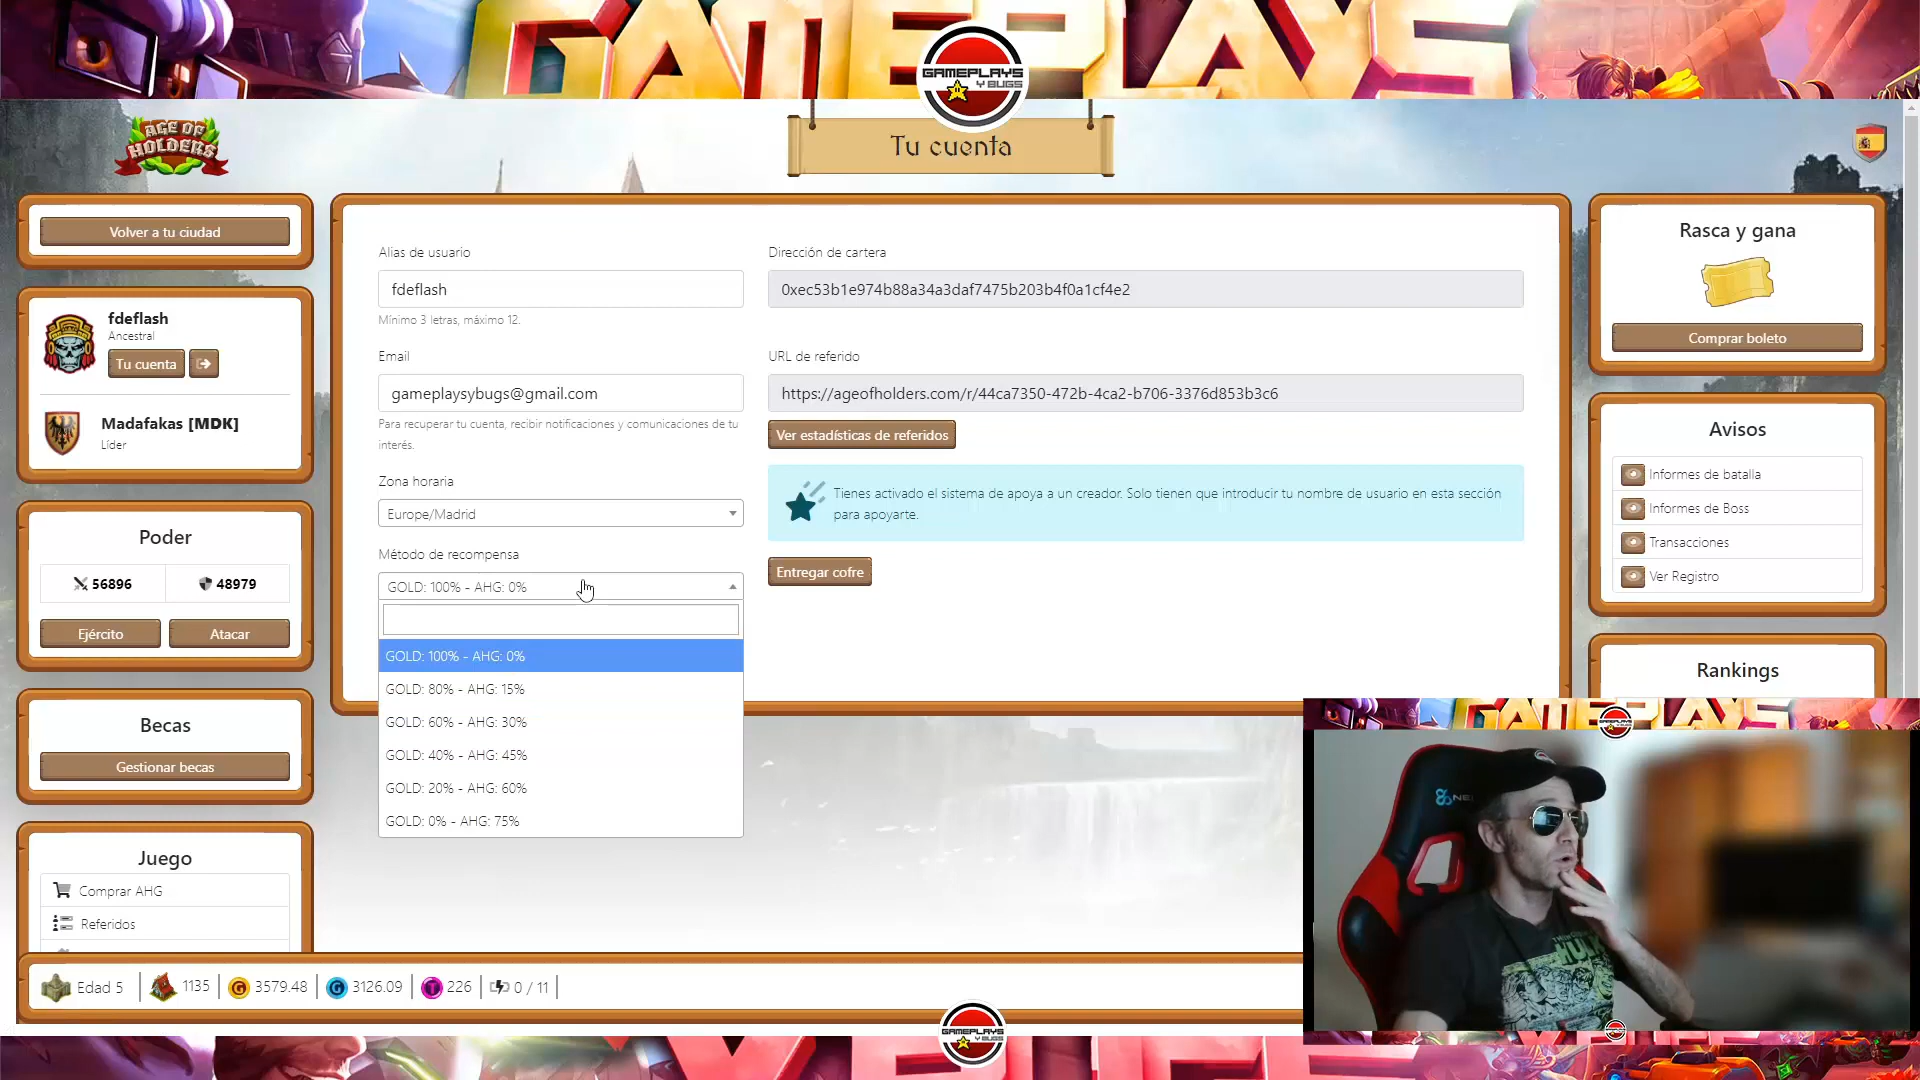 GAMEPLAYS
GAMEPLAYS
Y BUGS
AGE OF
HOLDERS
Tu cuenta
Volver a tu ciudad
fdeflash
Ancestral
Tu cuenta
Madafakas [MDK]
Líder
Poder
56896
48979
Ejército
Atacar
Becas
Gestionar becas
Juego
Comprar AHG
Referidos
Alias de usuario
fdeflash
Mínimo 3 letras, máximo 12.
Email
gameplaysybugs@gmail.com
Para recuperar tu cuenta, recibir notificaciones y comunicaciones de tu
interés.
Zona horaria
Europe/Madrid
Método de recompensa
GOLD: 100% - AHG: 0%
GOLD: 100% - AHG: 0%
GOLD: 80% - AHG: 15%
GOLD: 60% - AHG: 30%
GOLD: 40% - AHG: 45%
GOLD: 20% - AHG: 60%
GOLD: 0% - AHG: 75%
Dirección de cartera
0xec53b1e974b88a34a3daf7475b203b4f0a1cf4e2
URL de referido
https://ageofholders.com/r/44ca7350-472b-4ca2-b706-3376d853b3c6
Ver estadísticas de referidos
Tienes activado el sistema de apoya a un creador. Solo tienen que introducir tu nombre de usuario en esta sección
para apoyarte.
Entregar cofre
Rasca y gana
Comprar boleto
Avisos
Informes de batalla
Informes de Boss
Transacciones
Ver Registro
Rankings
GAMEPLAYS
Edad 5
1135
G 3579.48
G 3126.09
T 226
0 / 11
GAMEPLAYS
Y BUGS